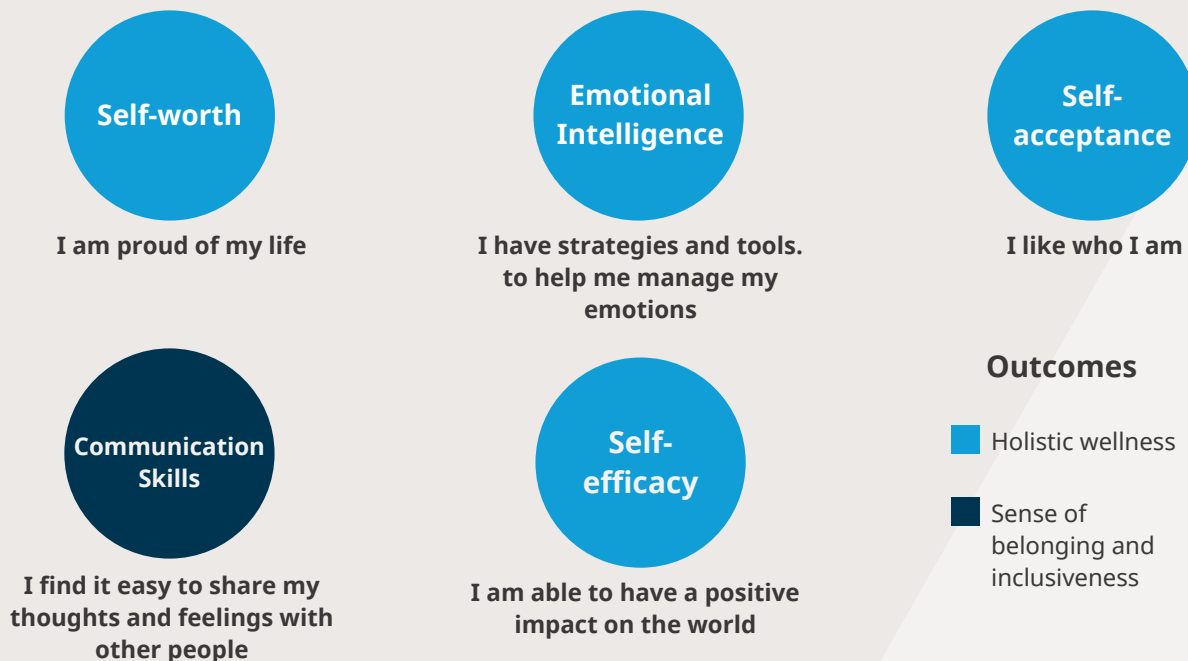 Self-worth
I am proud of my life
Emotional
Intelligence
I have strategies and tools.
to help me manage my
emotions
Self-
acceptance
I like who I am
Communication
Skills
I find it easy to share my
thoughts and feelings with
other people
Self-
efficacy
I am able to have a positive
impact on the world
Outcomes
Holistic wellness
Sense of
belonging and
inclusiveness